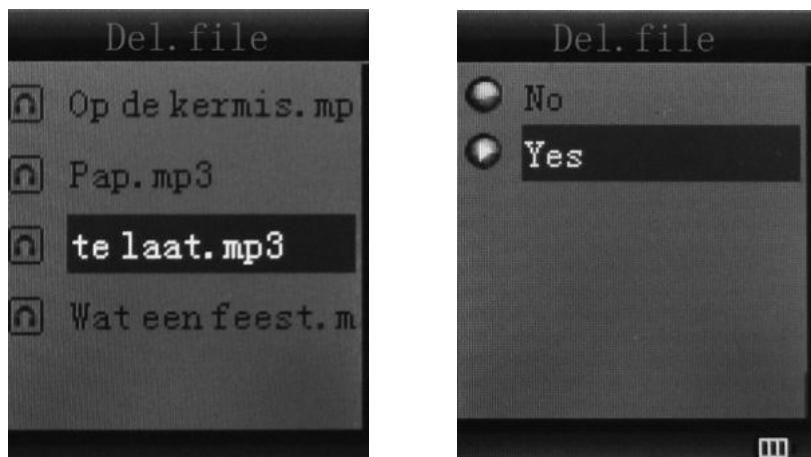 Del.file
Op de kermis.mp
Pap.mp3
te laat.mp3
Wat een feest.m
Del.file
No
Yes